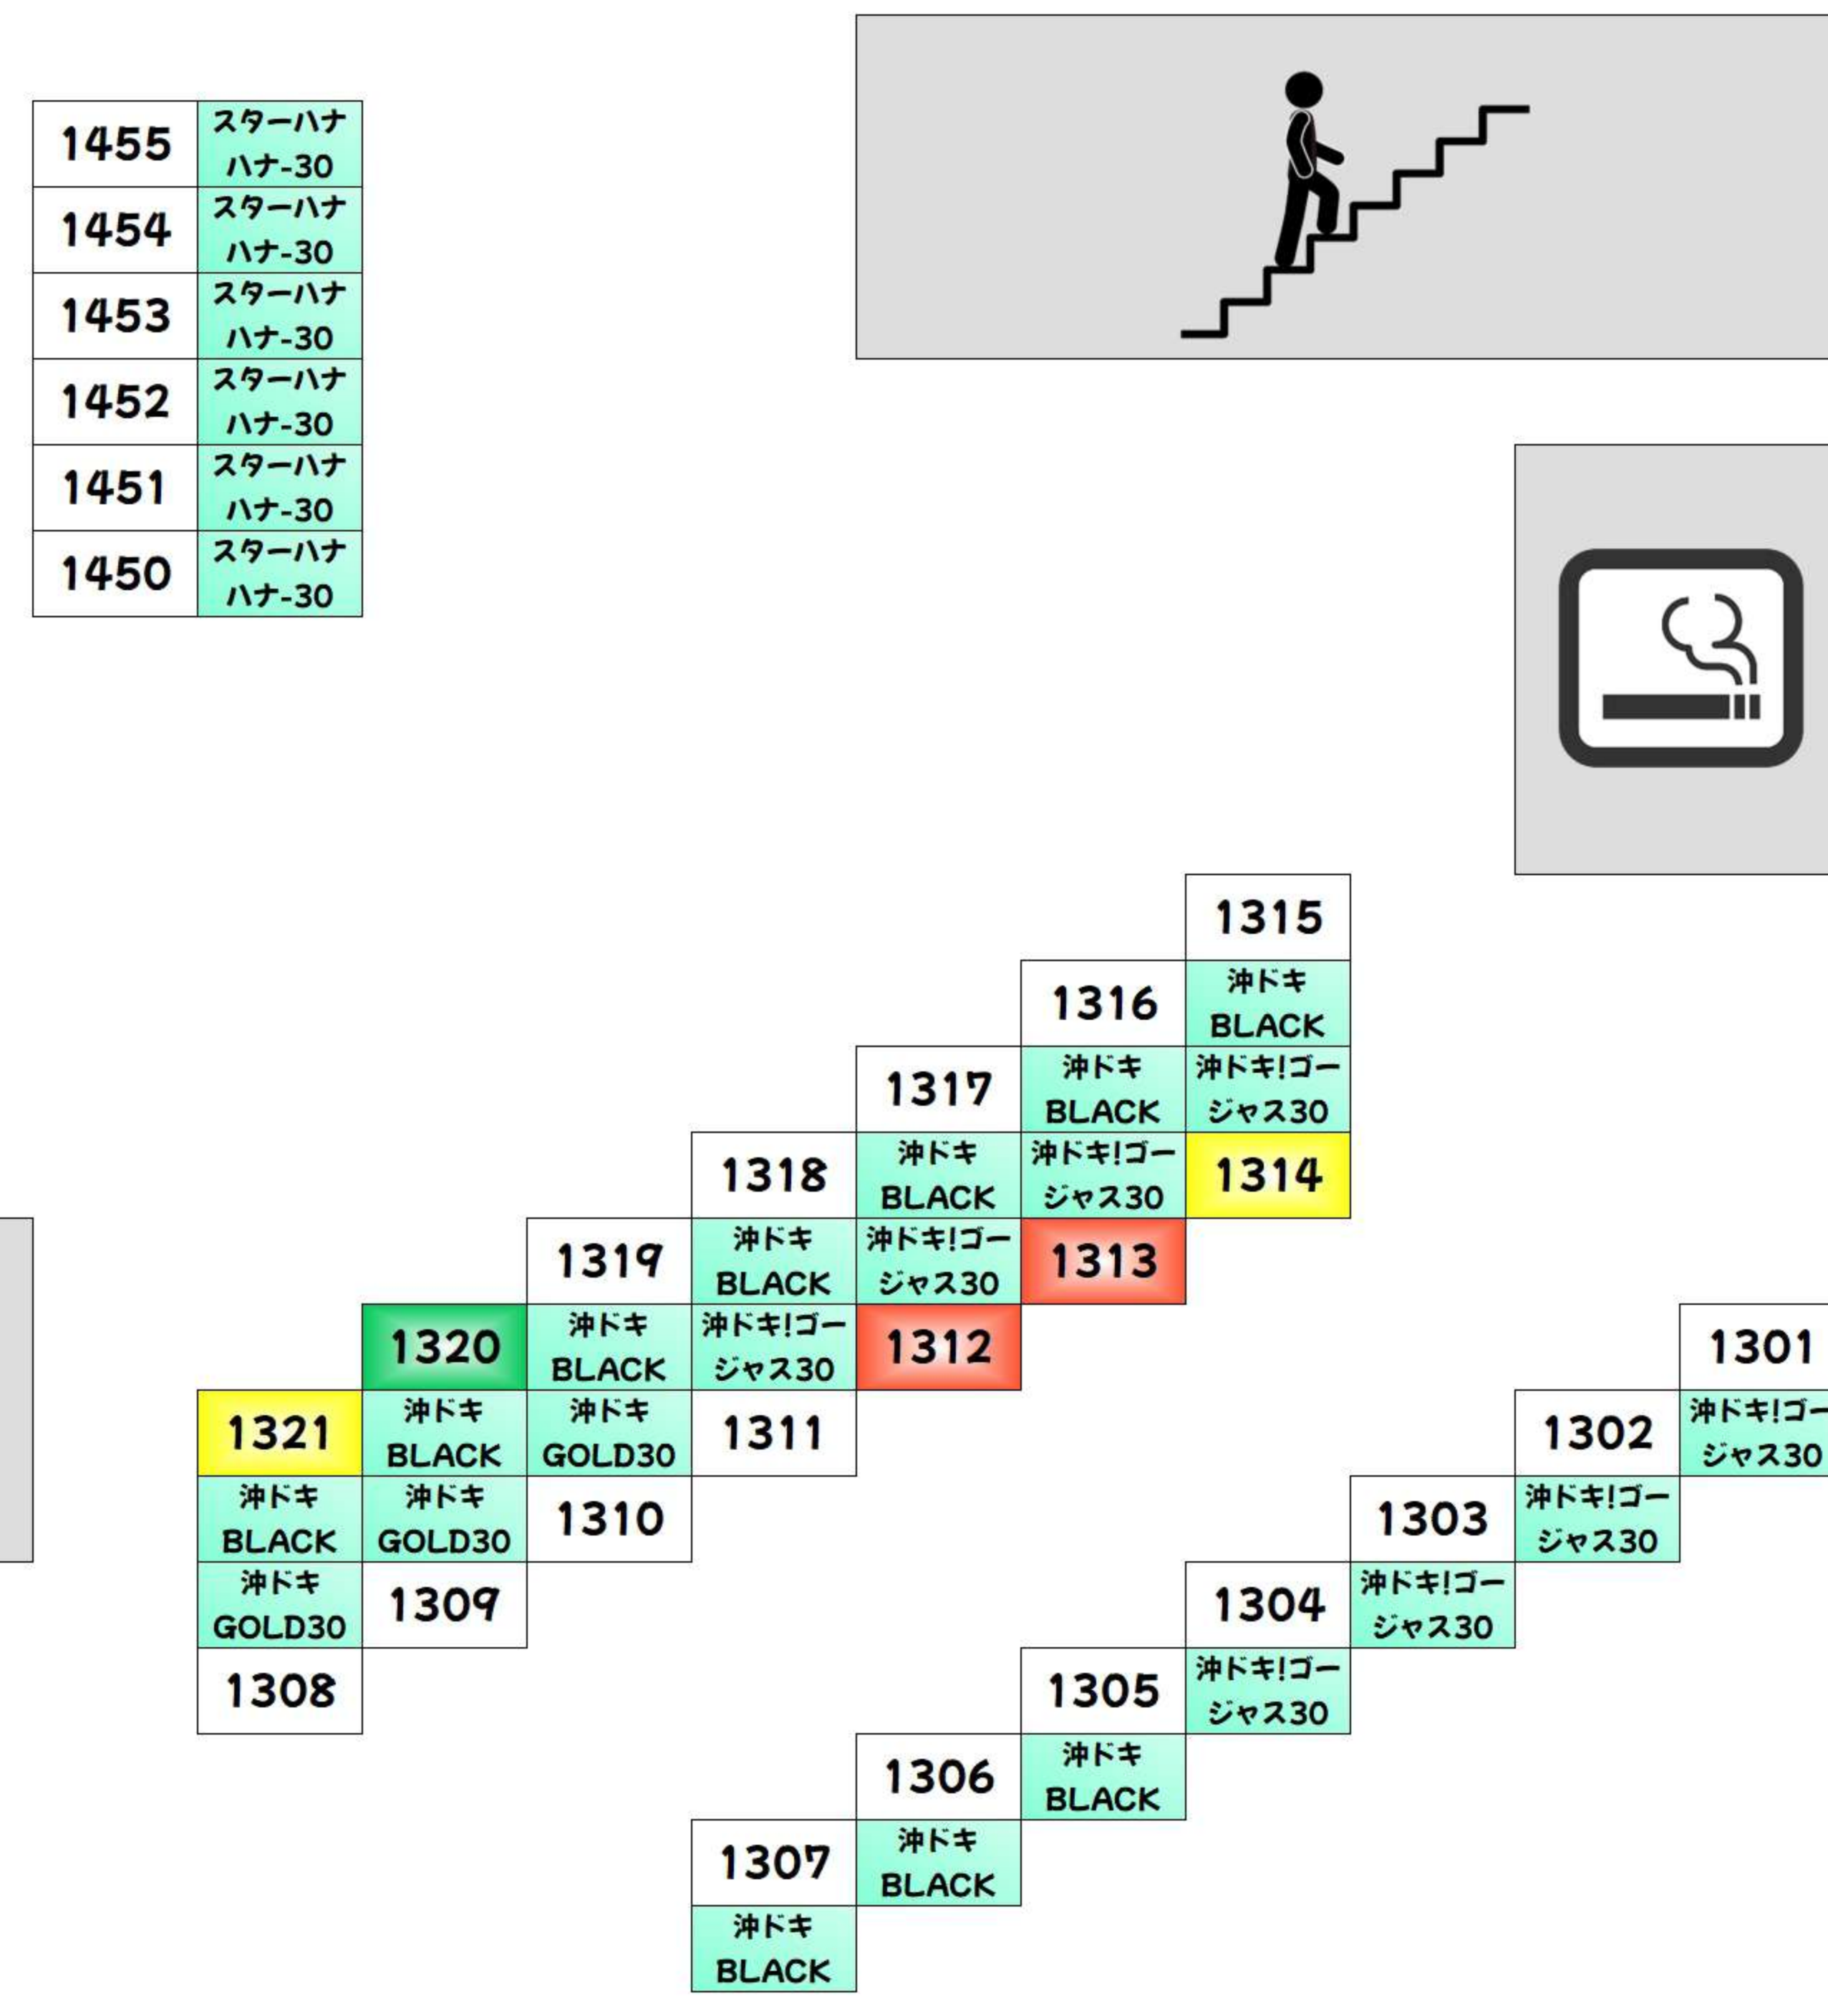 1455
スターハナ
ハナ-30
1454
スターハナ
ハナ-30
1453
スターハナ
ハナ-30
1452
スターハナ
ハナ-30
1451
スターハナ
ハナ-30
1450
スターハナ
ハナ-30
1315
1316
沖ドキ
BLACK
1317
沖ドキ
BLACK
沖ドキ!ゴー
ジャス30
1318
沖ドキ
BLACK
沖ドキ!ゴー
ジャス30
1314
1319
沖ドキ
BLACK
沖ドキ!ゴー
ジャス30
1313
1320
沖ドキ
BLACK
沖ドキ!ゴー
ジャス30
1312
1321
沖ドキ
BLACK
沖ドキ
GOLD30
1311
沖ドキ
BLACK
沖ドキ
GOLD30
1310
沖ドキ
GOLD30
1309
1308
1301
1302
沖ドキ!ゴー
ジャス30
1303
沖ドキ!ゴー
ジャス30
1304
沖ドキ!ゴー
ジャス30
1305
沖ドキ!ゴー
ジャス30
1306
沖ドキ
BLACK
1307
沖ドキ
BLACK
沖ドキ
BLACK